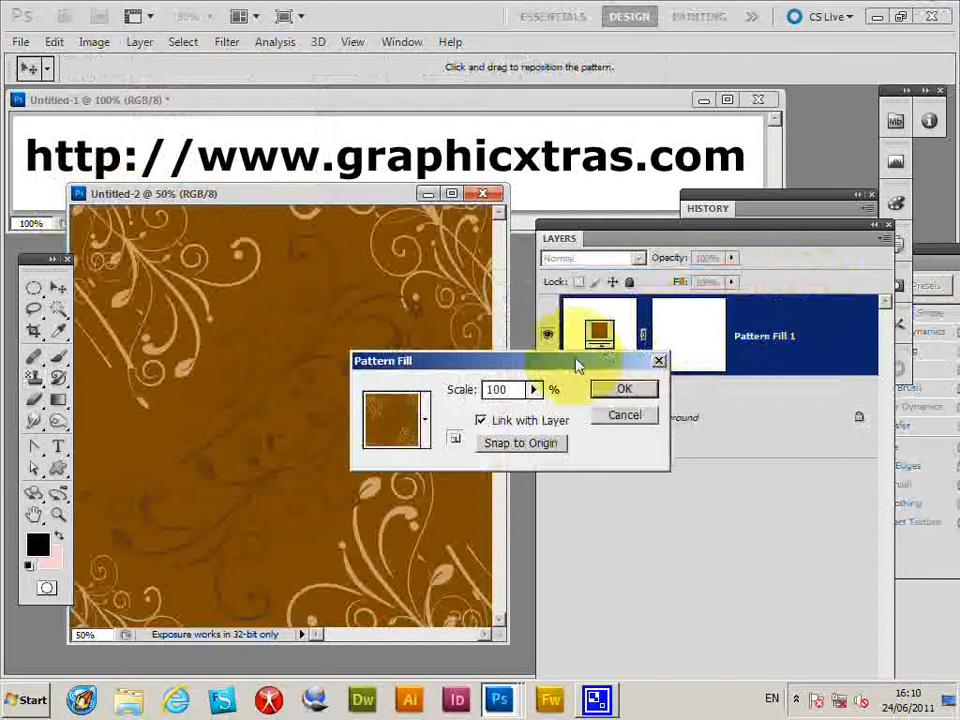 Ps
50%
ESSENTIALS
DESIGN
PAINTING
CS Live
File Edit Image Layer Select Filter Analysis 3D View Window Help
Click and drag to reposition the pattern.
Untitled-1 @ 100% (RGB/8) *
http://www.graphicxtras.com
100%
Untitled-2 @ 50% (RGB/8)
HISTORY
LAYERS
Normal
Opacity: 100%
Lock:
Fill: 100%
Presets
Pattern Fill 1
Pattern Fill
Scale: 100 %
OK
Link with Layer
Cancel
Snap to Origin
50%
Exposure works in 32-bit only
Mb
Start
Dw
Ai
Id
Ps
Fw
EN
16:10
24/06/2011